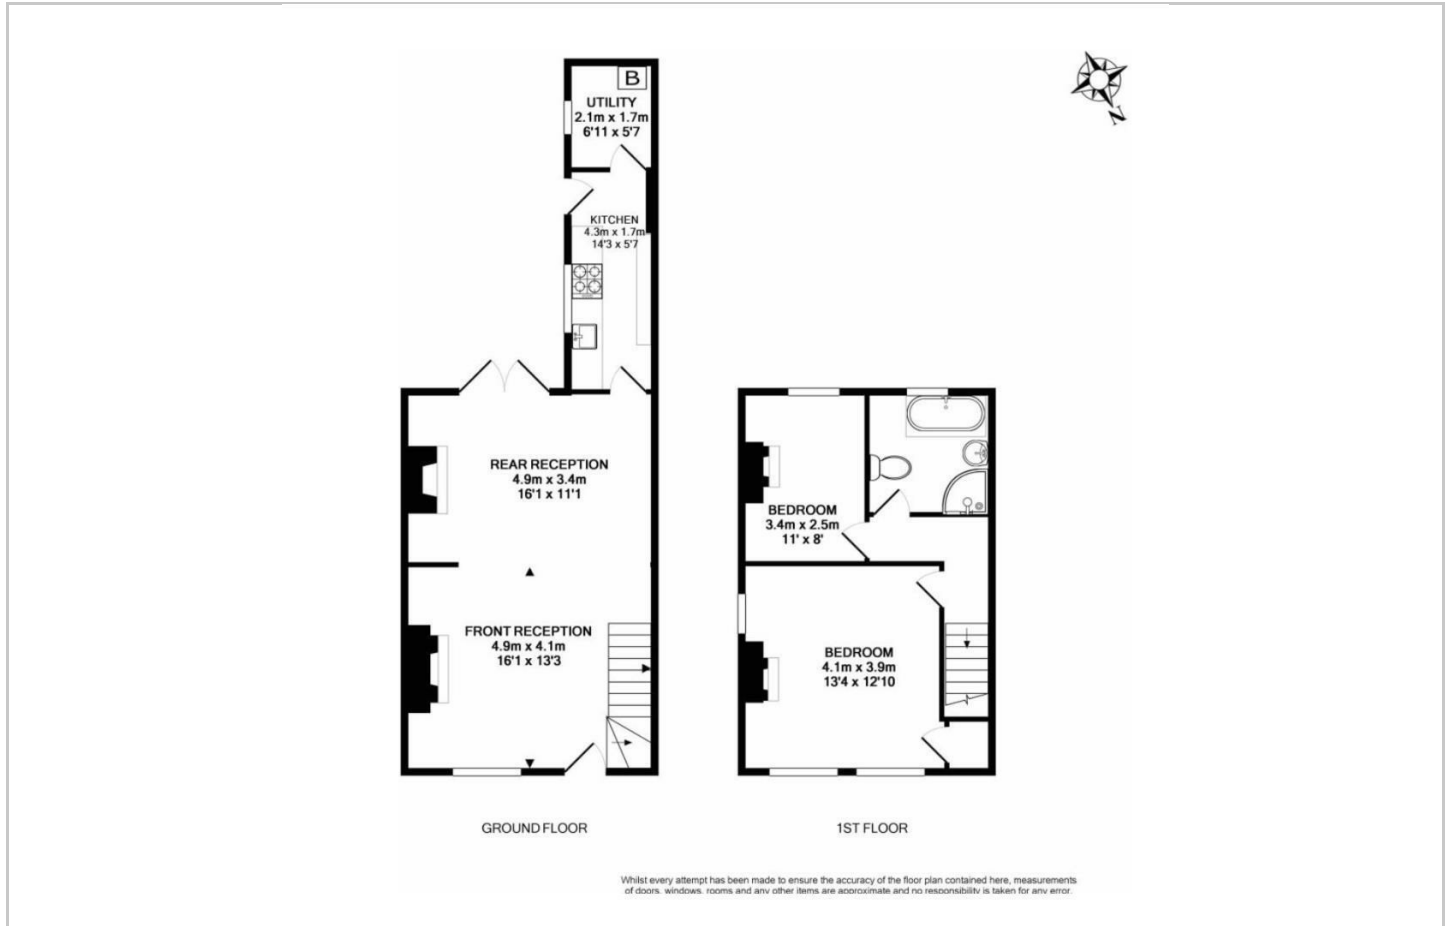 B
UTILITY
2.1m x 1.7m
6'11 x 5'7
KITCHEN
4.3m x 1.7m
14'3 x 5'7
REAR RECEPTION
4.9m x 3.4m
16'1 x 11'1
FRONT RECEPTION
4.9m x 4.1m
16'1 x 13'3
GROUND FLOOR
N
BEDROOM
3.4m x 2.5m
11' x 8'
BEDROOM
4.1m x 3.9m
13'4 x 12'10
1ST FLOOR
Whilst every attempt has been made to ensure the accuracy of the floor plan contained here, measurements
of doors, windows, rooms and any other items are approximate and no responsibility is taken for any error,